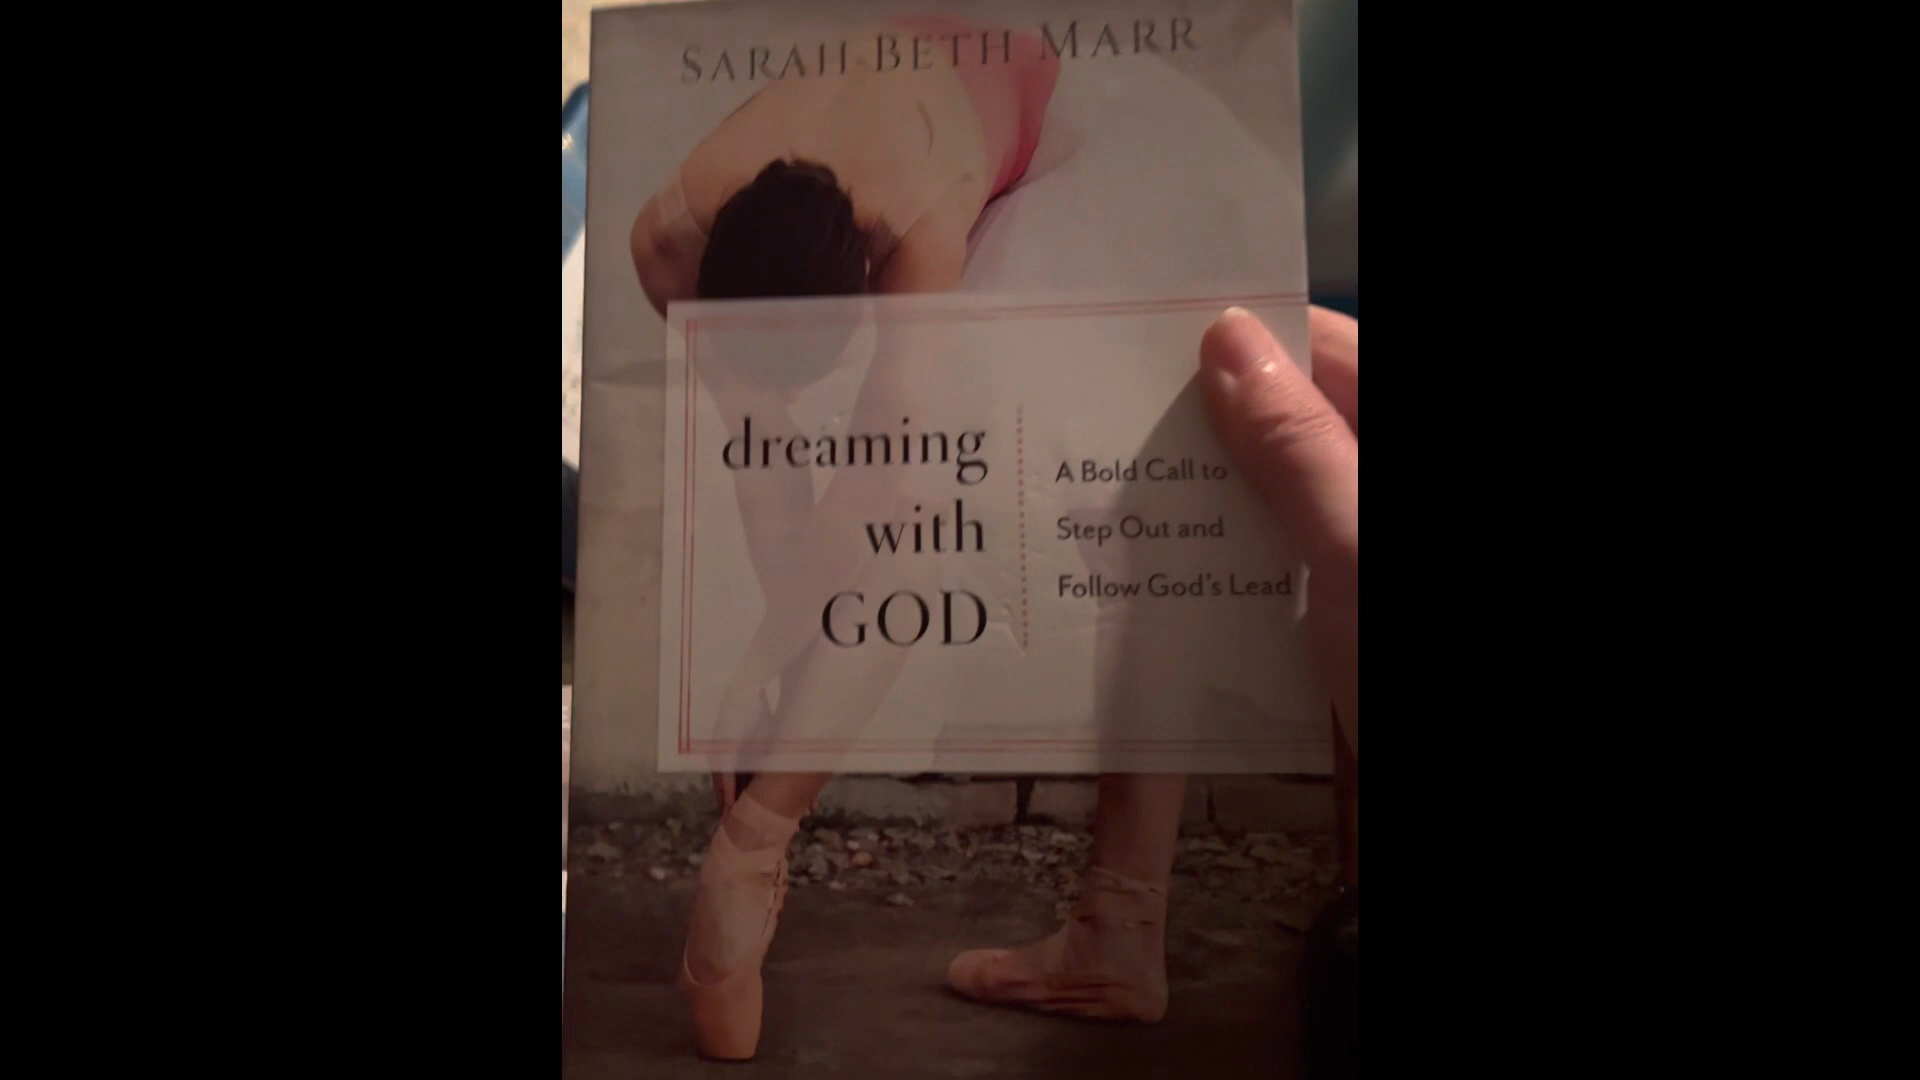 SARAH BETH MARR
dreaming
with
GOD
A Bold Call to
Step Out and
Follow God's Lead